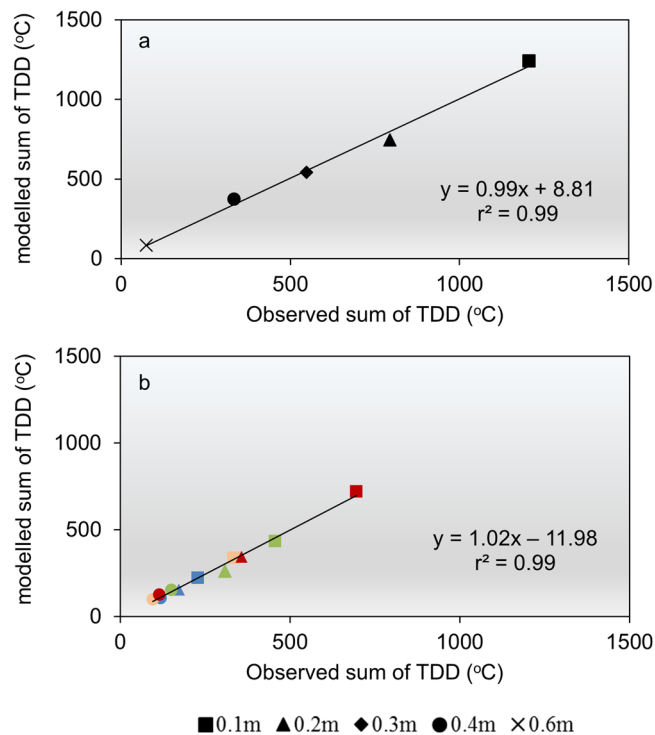 a
modelled sum of TDD (°C)
1500
1000
500
0
y = 0.99x + 8.81
r² = 0.99
0 500 1000 1500
Observed sum of TDD (°C)
b
modelled sum of TDD (°C)
1500
1000
500
0
y = 1.02x – 11.98
r² = 0.99
0 500 1000 1500
Observed sum of TDD (°C)
0.1m 0.2m 0.3m 0.4m 0.6m